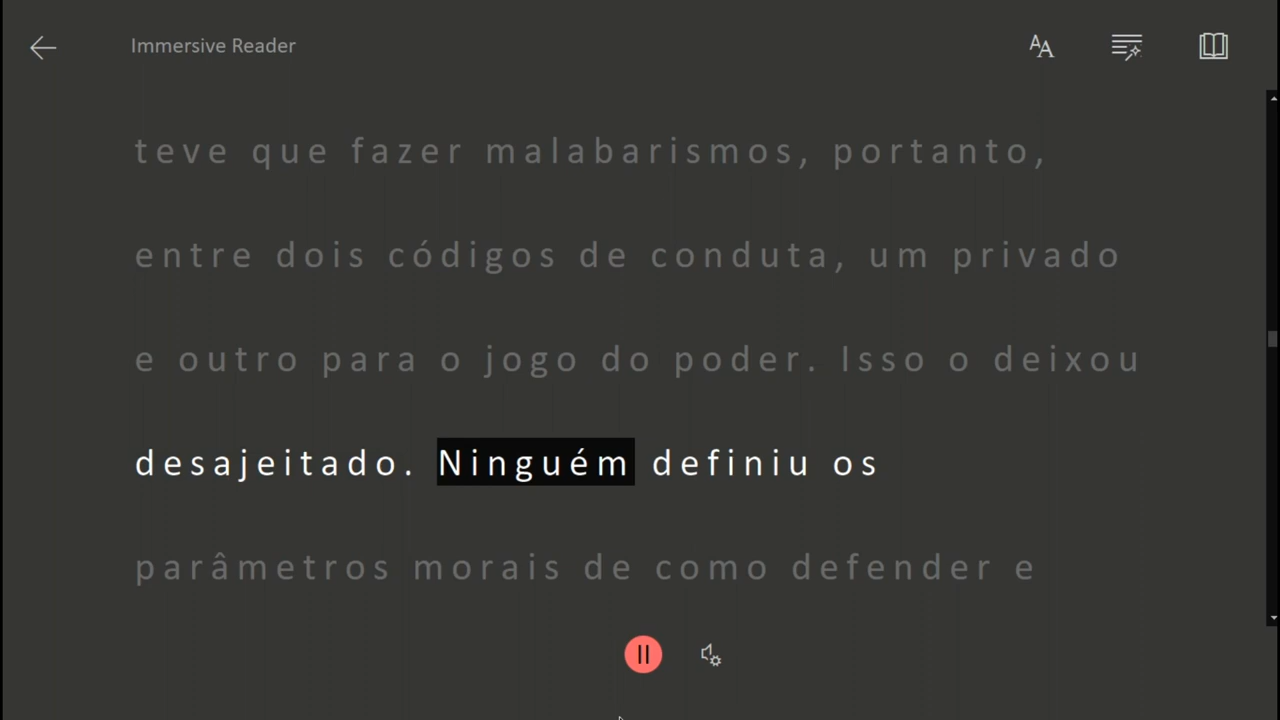 Immersive Reader
teve que fazer malabarismos, portanto,
entre dois códigos de conduta, um privado
e outro para o jogo do poder. Isso o deixou
desajeitado. Ninguém definiu os
parâmetros morais de como defender e